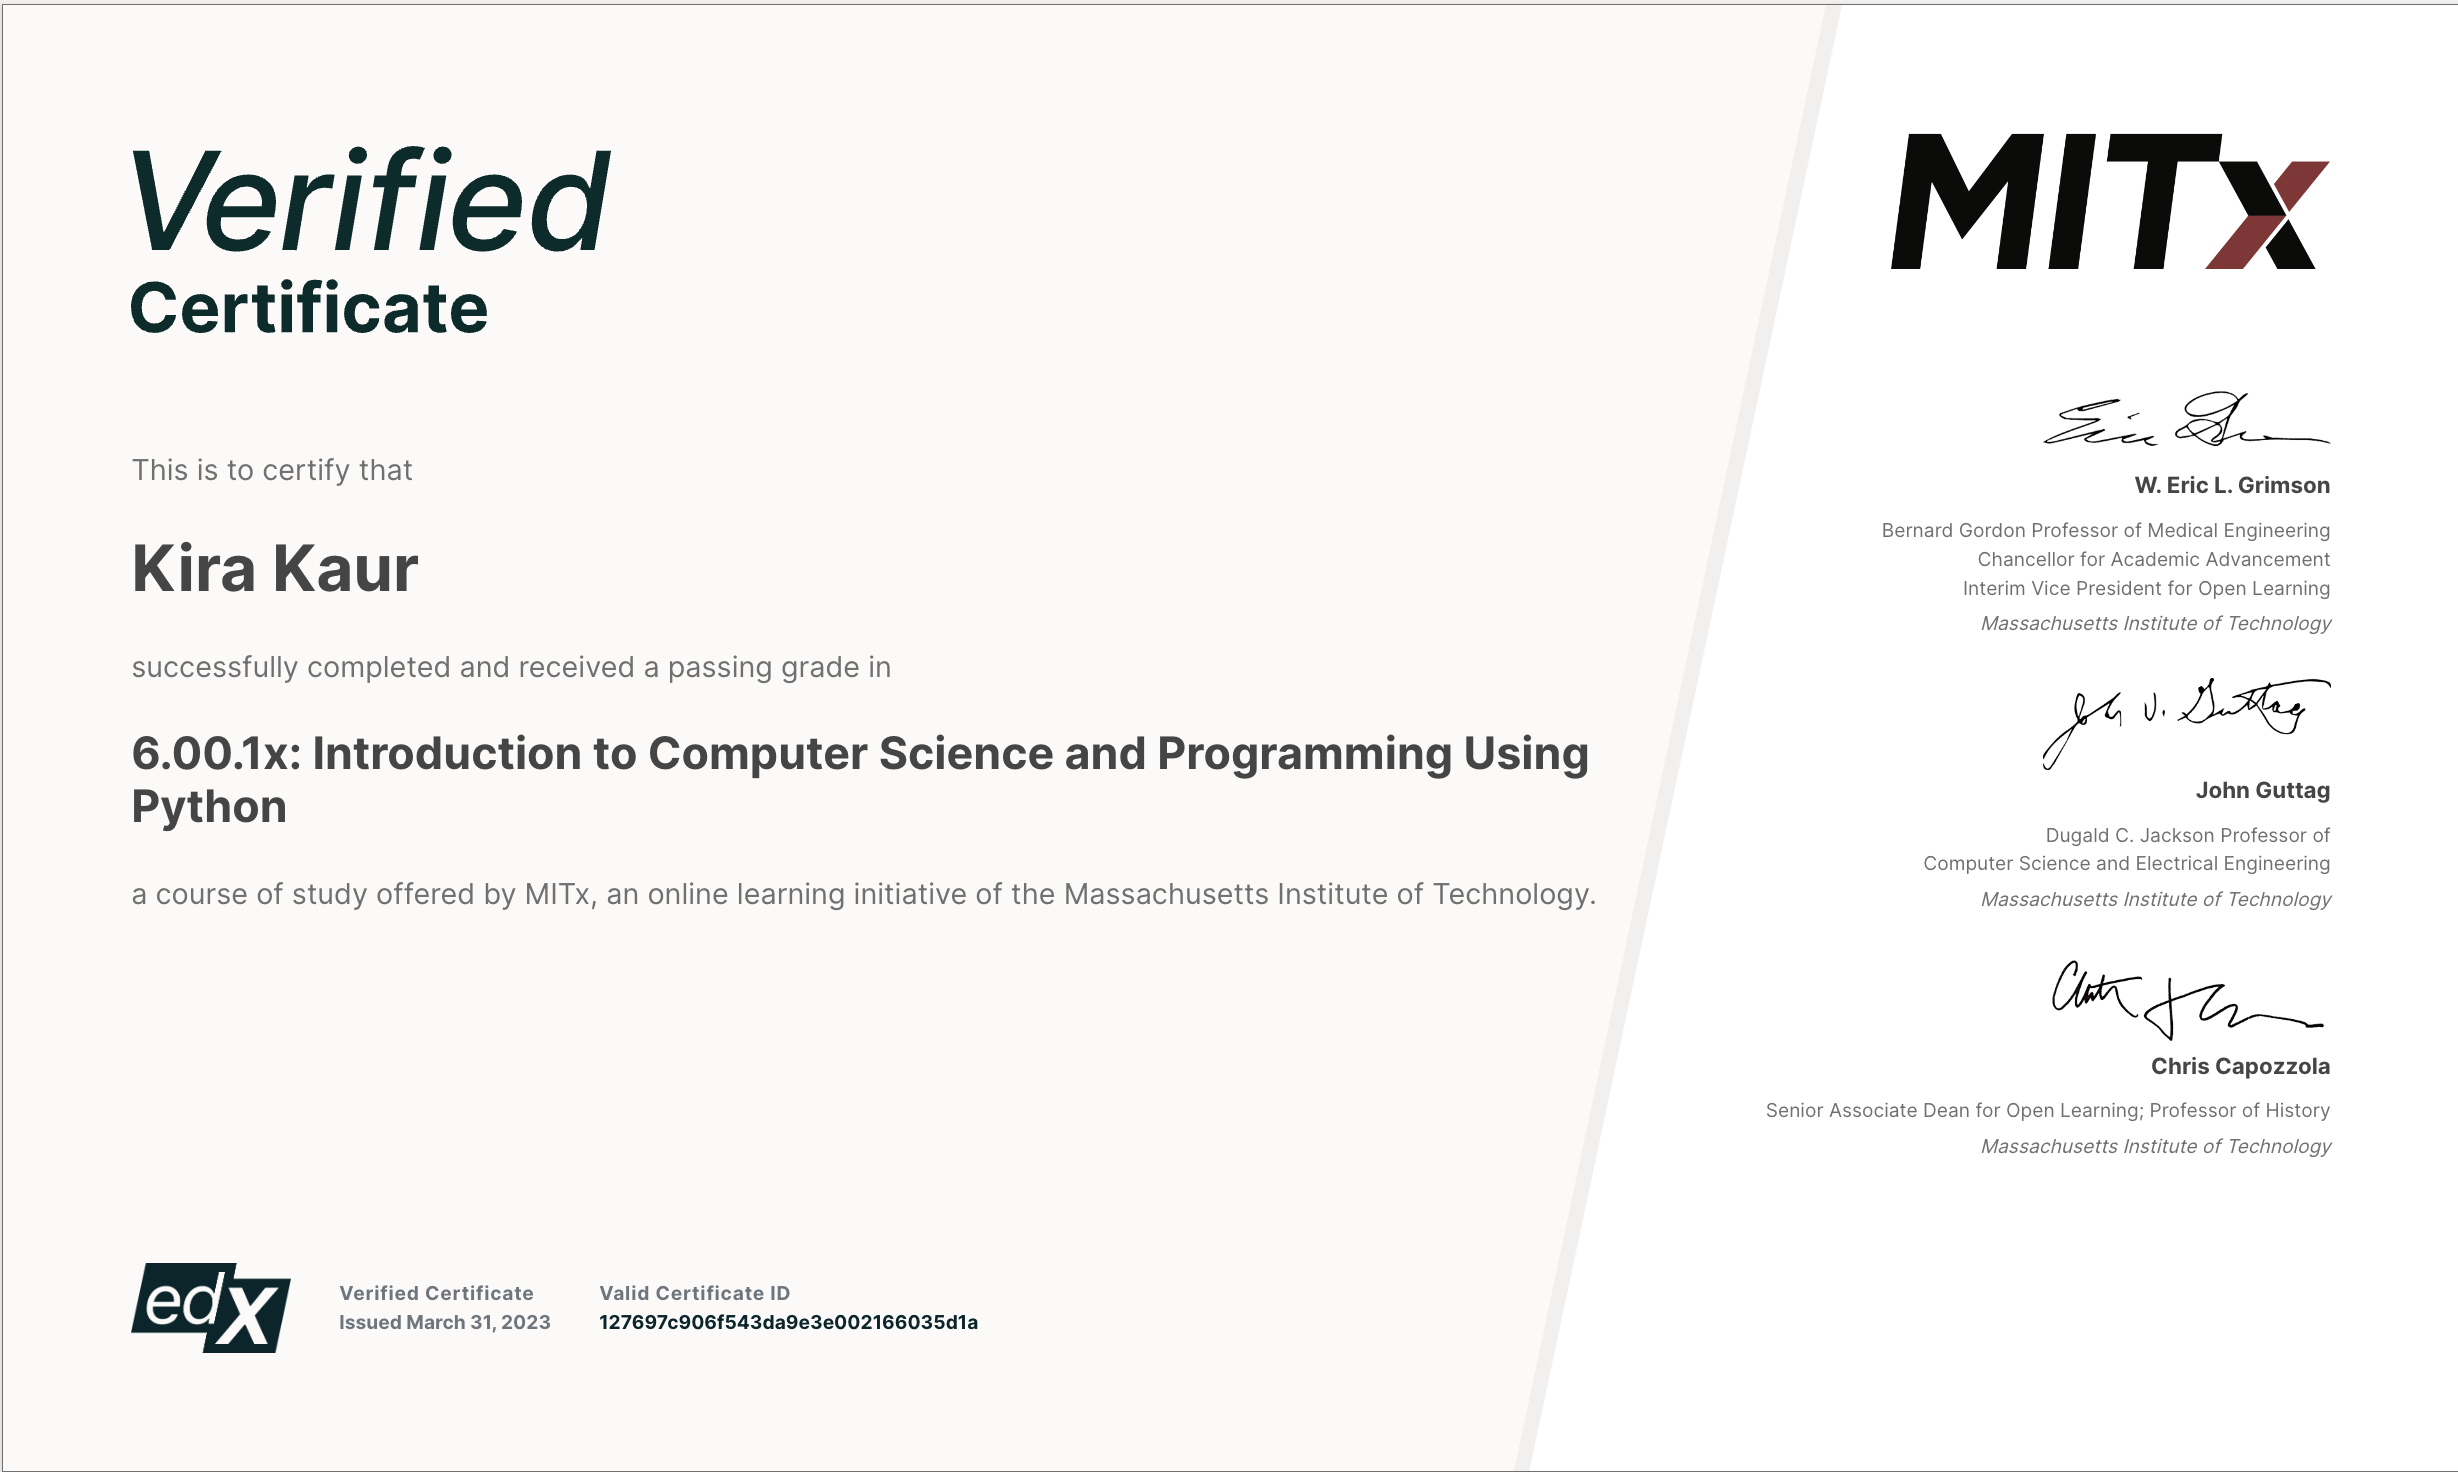 Verified
Certificate
This is to certify that
Kira Kaur
successfully completed and received a passing grade in
6.00.1x: Introduction to Computer Science and Programming Using
Python
a course of study offered by MITx, an online learning initiative of the Massachusetts Institute of Technology.
edX
Verified Certificate
Issued March 31, 2023
Valid Certificate ID
127697c906f543da9e3e002166035d1a
MITx
W. Eric L. Grimson
Bernard Gordon Professor of Medical Engineering
Chancellor for Academic Advancement
Interim Vice President for Open Learning
Massachusetts Institute of Technology
John V. Guttag
John Guttag
Dugald C. Jackson Professor of
Computer Science and Electrical Engineering
Massachusetts Institute of Technology
Chris Capozzola
Senior Associate Dean for Open Learning; Professor of History
Massachusetts Institute of Technology